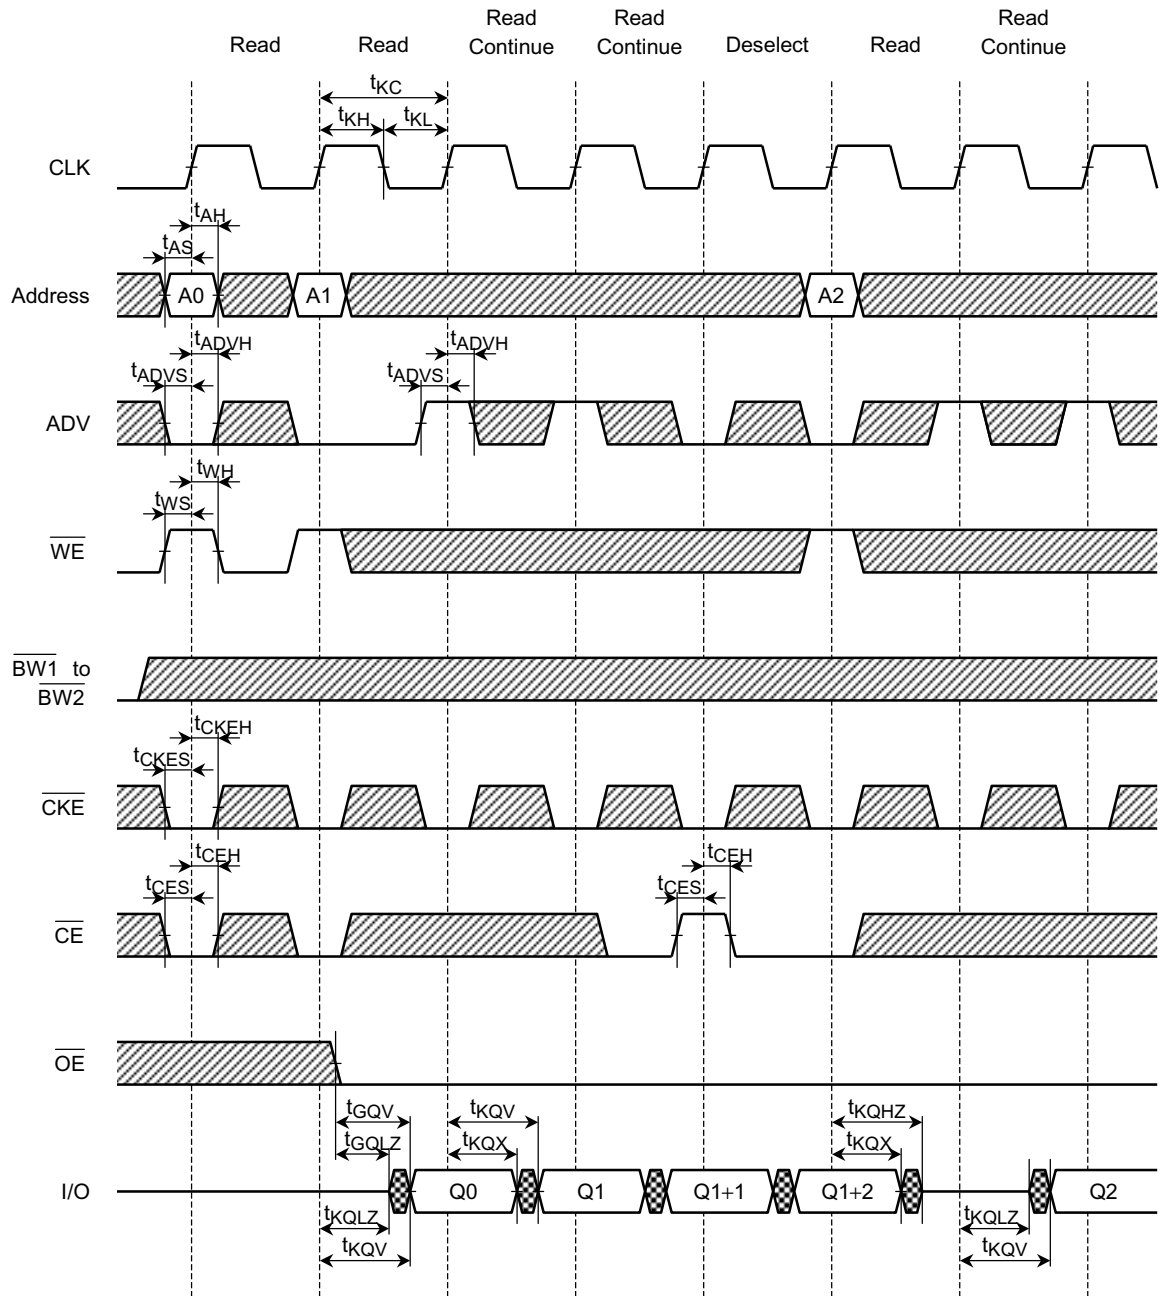 Read
Read
Read
Continue
Read
Continue
Deselect
Read
Read
Continue
tKC
tKH
tKL
CLK
tAH
tAS
Address
A0
A1
A2
tADVH
tADVS
tADVH
tADVS
ADV
tWH
tWS
WE
BW1 to
BW2
tCKEH
tCKES
CKE
tCEH
tCES
tCEH
tCES
CE
OE
tGQV
tGQLZ
tKQV
tKQX
tKQHZ
tKQX
I/O
Q0
Q1
Q1+1
Q1+2
Q2
tKQLZ
tKQV
tKQLZ
tKQV